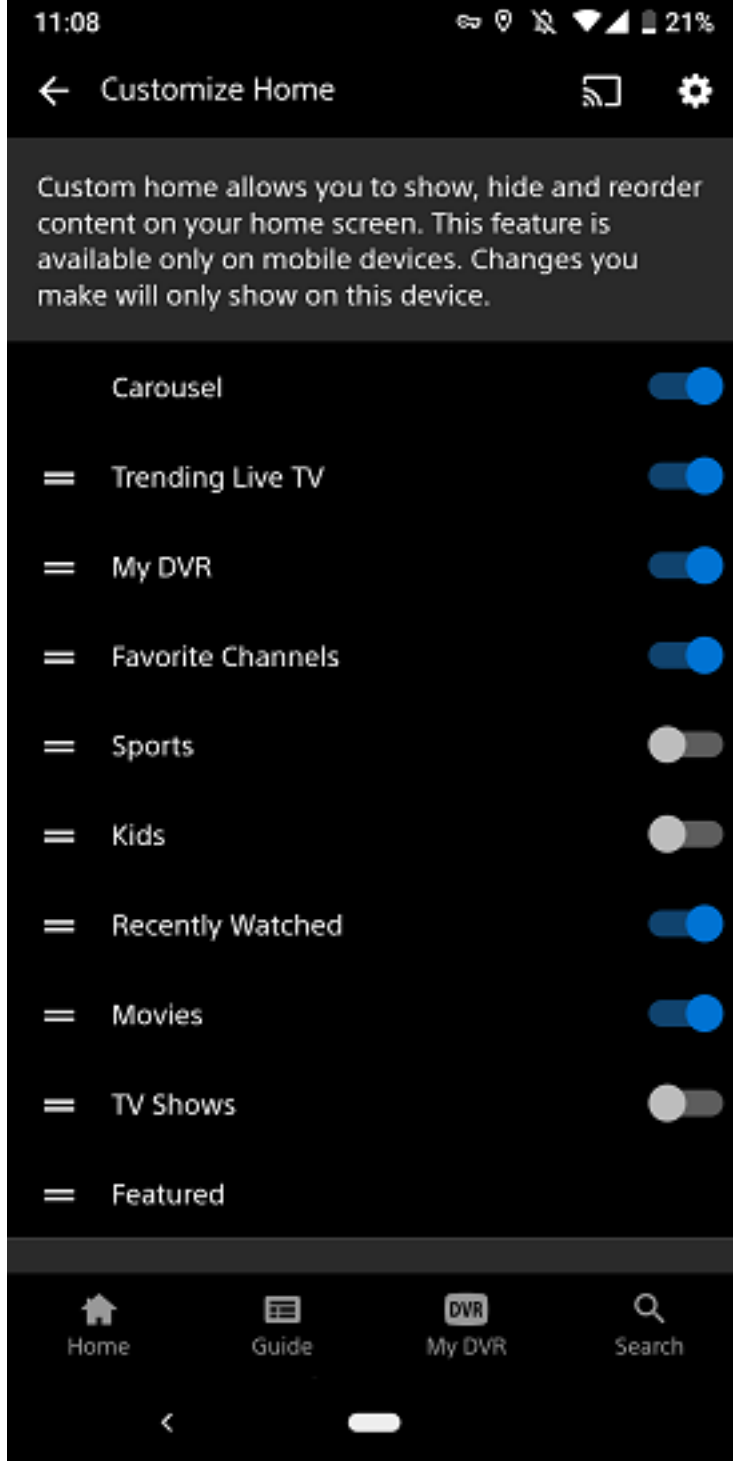 11:08
21%
Customize Home
Custom home allows you to show, hide and reorder
content on your home screen. This feature is
available only on mobile devices. Changes you
make will only show on this device.
Carousel
Trending Live TV
My DVR
Favorite Channels
Sports
Kids
Recently Watched
Movies
TV Shows
Featured
DVR
Home
Guide
My DVR
Search